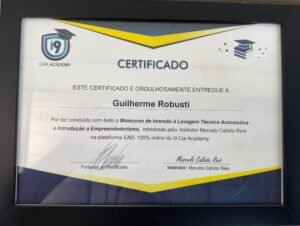 i9
CAR ACADEMY
CERTIFICADO
ESTE CERTIFICADO É ORGULHOSAMENTE ENTREGUE A
Guilherme Robusti
Por ter concluído com êxito o Minicurso de Imersão à Lavagem Técnica Automotiva
e Introdução a Empreendedorismo, ministrado pelo Instrutor Marcelo Calixto Reis
na plataforma EAD, 100% online da i9 Car Academy
Marcelo Calixto Reis
Portador do certificado
Instrutor: Marcelo Calixto Reis